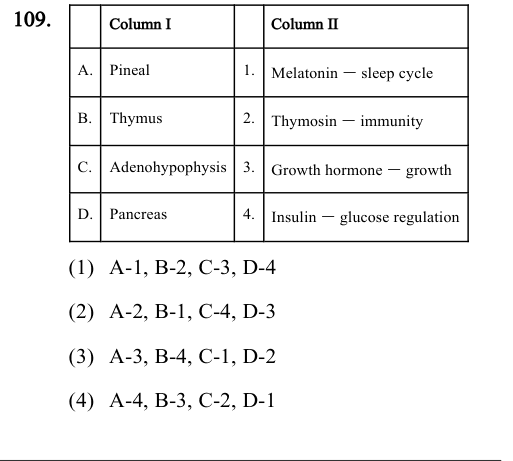 109.
Column I Column II
A. Pineal 1. Melatonin — sleep cycle
B. Thymus 2. Thymosin — immunity
C. Adenohypophysis 3. Growth hormone — growth
D. Pancreas 4. Insulin — glucose regulation
(1) A-1, B-2, C-3, D-4
(2) A-2, B-1, C-4, D-3
(3) A-3, B-4, C-1, D-2
(4) A-4, B-3, C-2, D-1